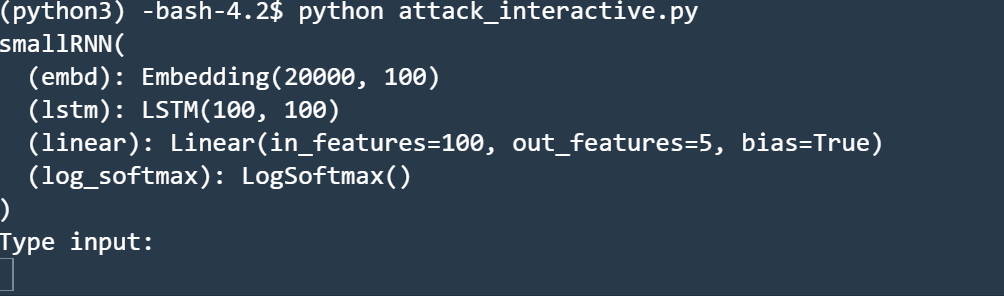 (python3) -bash-4.2$ python attack_interactive.py
smallRNN(
  (embd): Embedding(20000, 100)
  (lstm): LSTM(100, 100)
  (linear): Linear(in_features=100, out_features=5, bias=True)
  (log_softmax): LogSoftmax()
)
Type input: